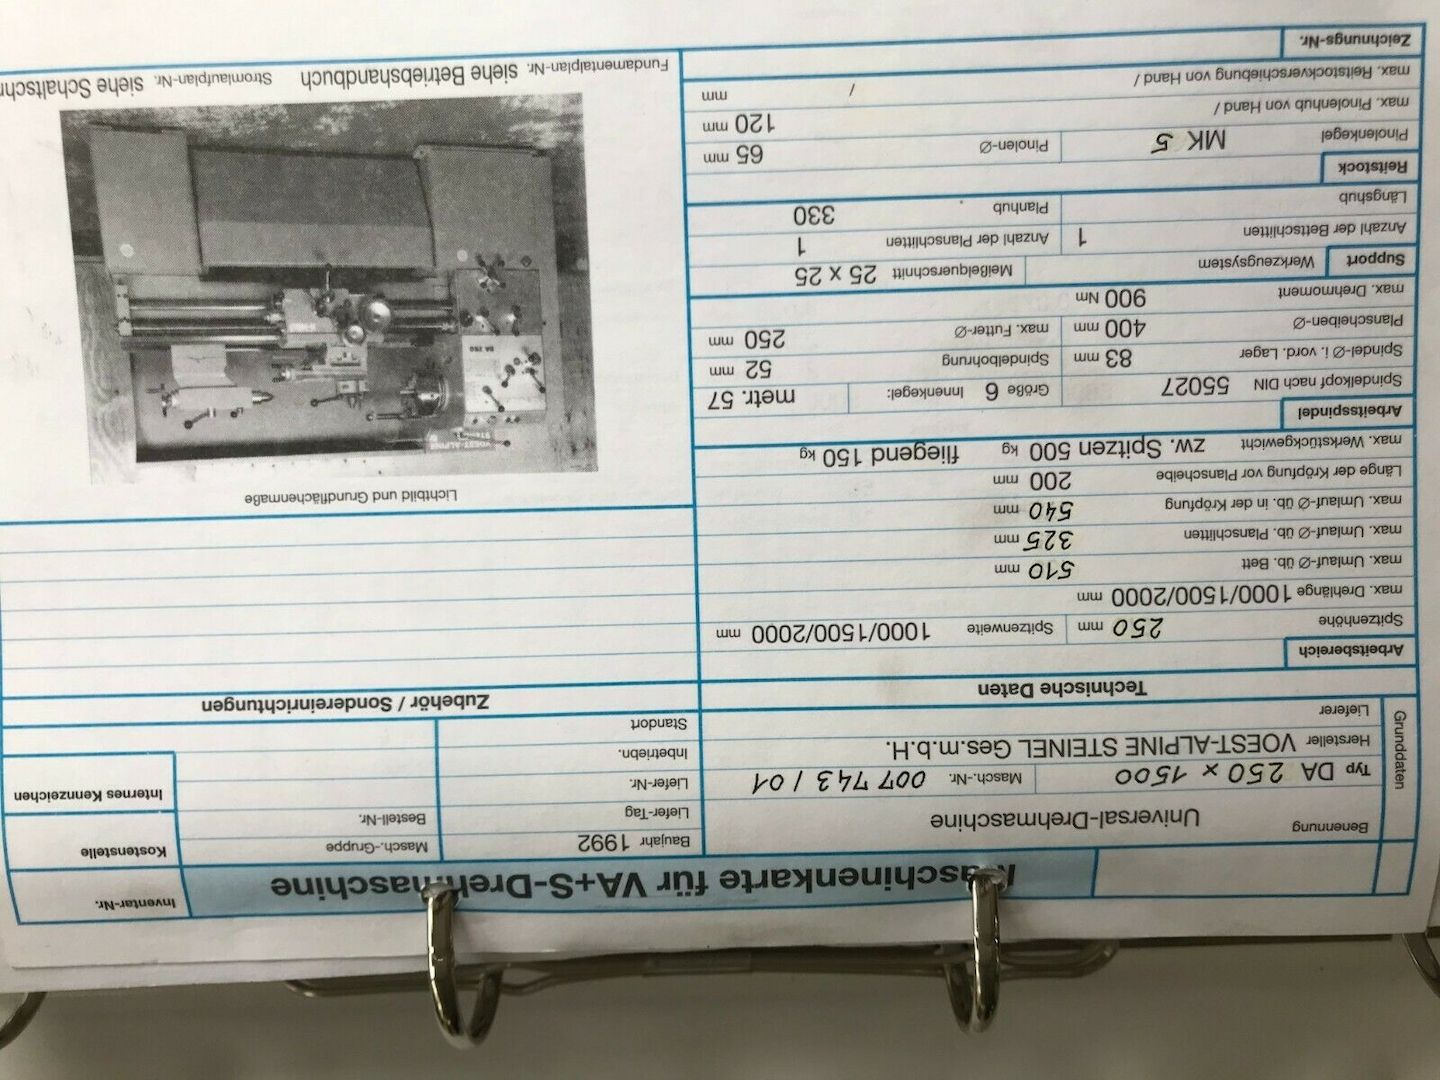 Maschinenkarte für VA+S-Drehmaschine
Inventar-Nr.
Benennung Universal-Drehmaschine
Baujahr 1992 Masch.-Gruppe
Kostenstelle
Liefer-Tag Bestell-Nr.
Grunddaten
Typ DA 250 x 1500 Masch.-Nr. 007 743 / 01
Liefer-Nr.
Internes Kennzeichen
Hersteller VOEST-ALPINE STEINEL Ges.m.b.H.
Inbetriebn.
Lieferer
Standort
Technische Daten
Zubehör / Sondereinrichtungen
Arbeitsbereich
Spitzenhöhe 250 mm Spitzenweite 1000/1500/2000 mm
max. Drehlänge 1000/1500/2000 mm
max. Umlauf-Ø üb. Bett 510 mm
max. Umlauf-Ø üb. Planschlitten 325 mm
max. Umlauf-Ø üb. in der Kröpfung 540 mm
Länge der Kröpfung vor Planscheibe 200 mm
max. Werkstückgewicht zw. Spitzen 500 kg fliegend 150 kg
Arbeitsspindel
Spindelkopf nach DIN 55027 Größe 6 Innenkegel: metr. 57
Spindel-Ø i. vord. Lager 83 mm Spindelbohrung 52 mm
Planscheiben-Ø 400 mm max. Futter-Ø 250 mm
max. Drehmoment 900 Nm
Support Werkzeugsystem Meißelquerschnitt 25 x 25
Anzahl der Bettschlitten 1 Anzahl der Planschlitten 1
Längshub Planhub 330
Reitstock
Pinolenkegel MK 5 Pinolen-Ø 65 mm
max. Pinolenhub von Hand / 120 mm
max. Reitstockverschiebung von Hand / / mm
Zeichnungs-Nr.
Lichtbild und Grundflächenmaße
VOEST-ALPINE
DA 250
Fundamentalplan-Nr. siehe Betriebshandbuch Stromlaufplan-Nr. siehe Schaltschr